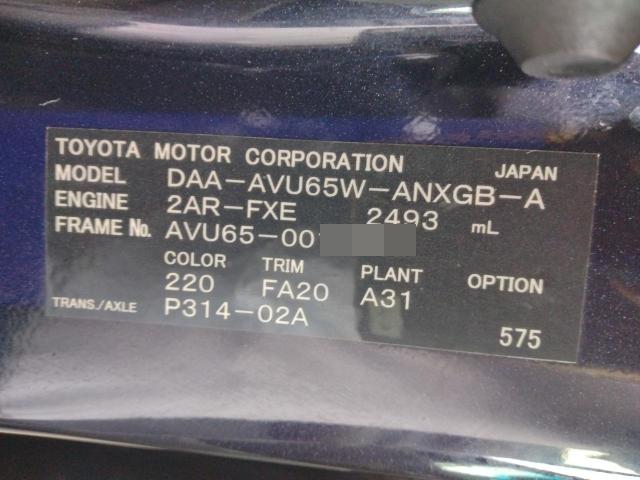 TOYOTA MOTOR CORPORATION JAPAN
MODEL DAA-AVU65W-ANXGB-A
ENGINE 2AR-FXE 2493 mL
FRAME No. AVU65-00
COLOR TRIM PLANT OPTION
220 FA20 A31
TRANS./AXLE P314-02A 575